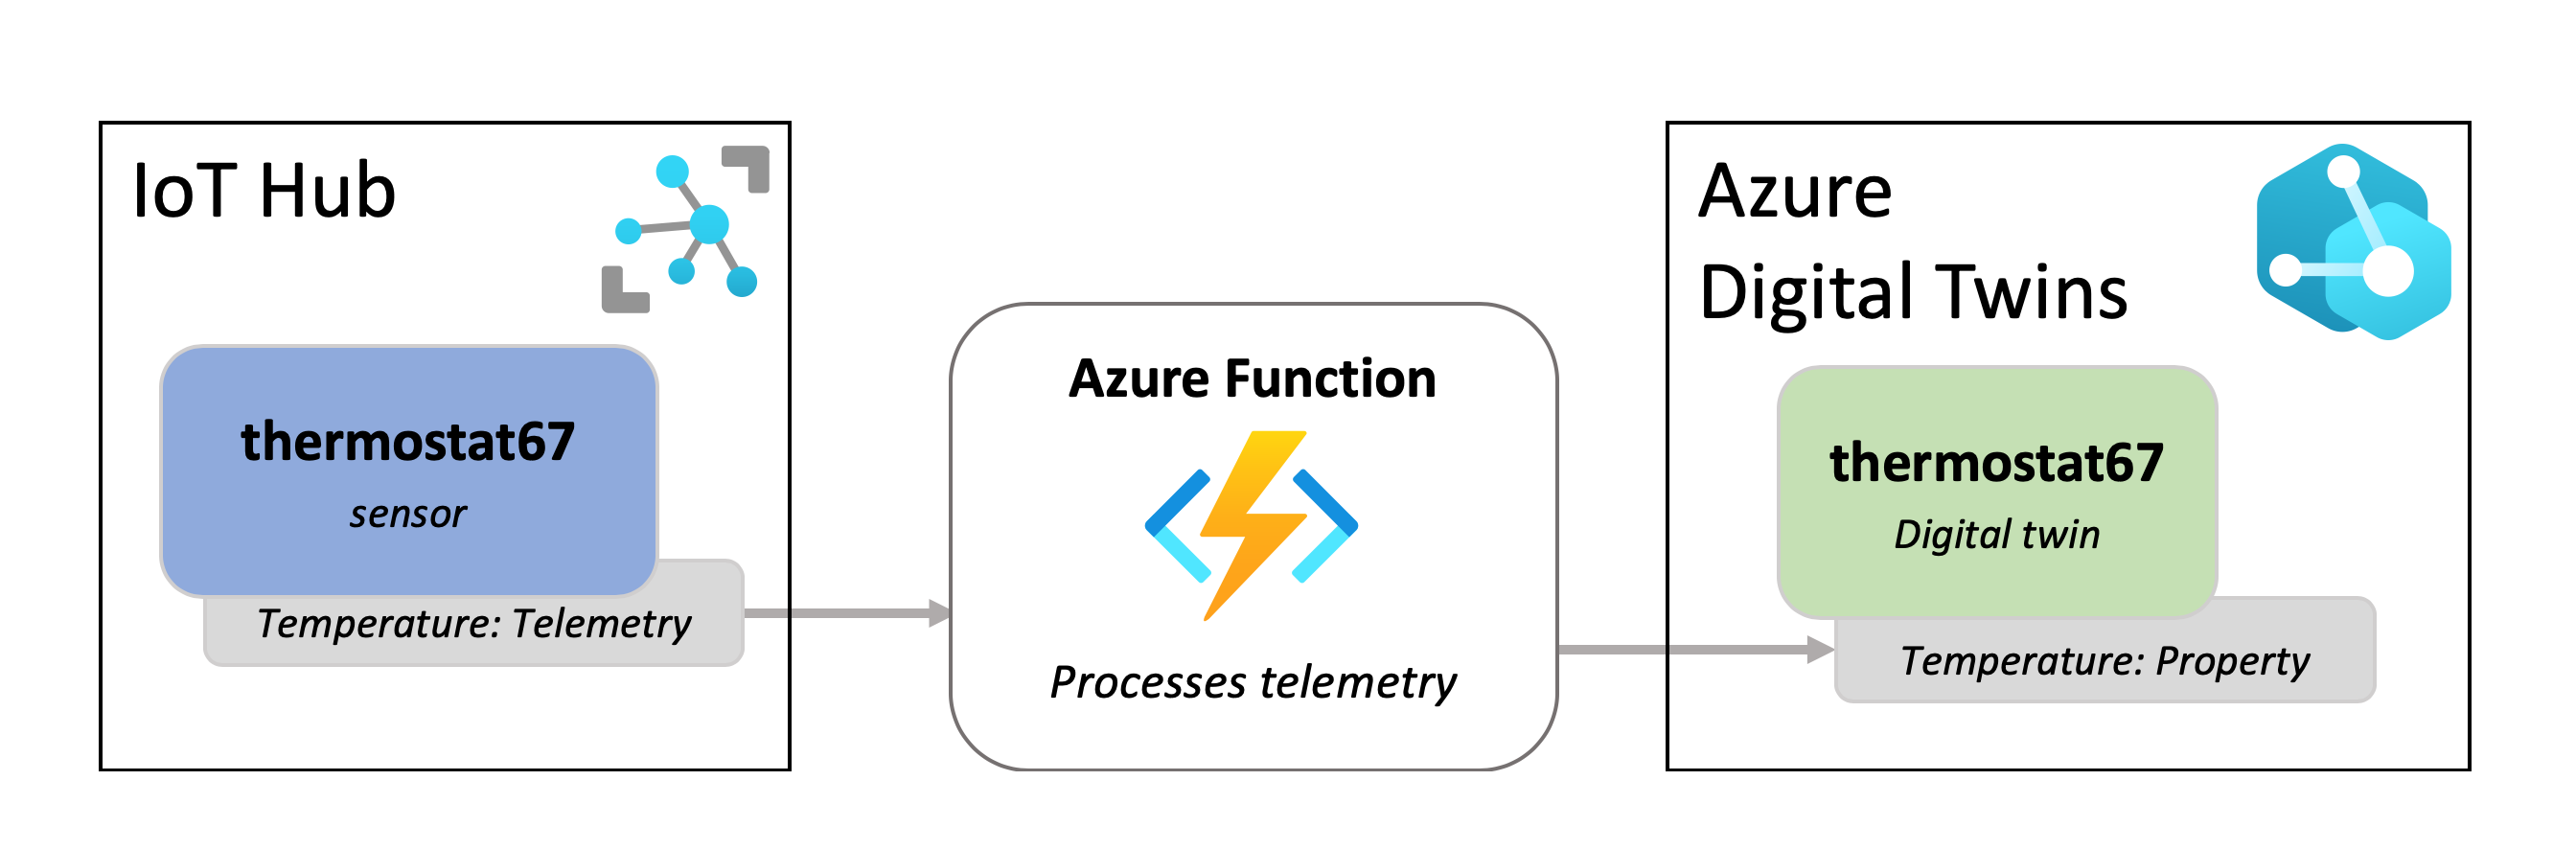 IoT Hub
thermostat67
sensor
Temperature: Telemetry
Azure Function
Processes telemetry
Azure
Digital Twins
thermostat67
Digital twin
Temperature: Property